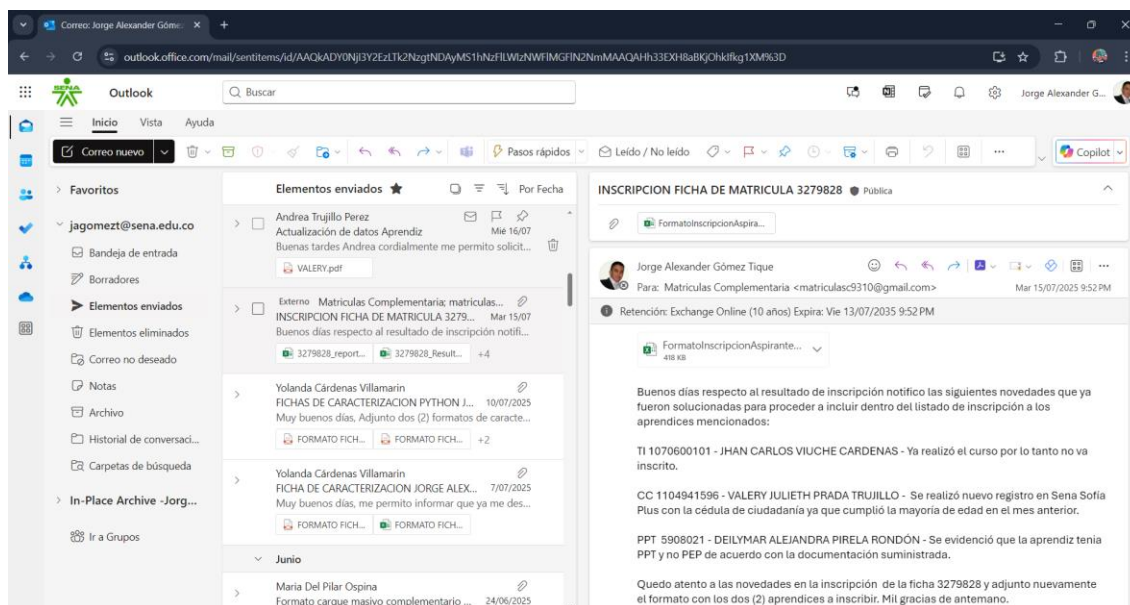 Correo: Jorge Alexander Góme
outlook.office.com/mail/sentitems/id/
SENA
Outlook
Buscar
Jorge Alexander G...
Inicio Vista Ayuda
Correo nuevo
Pasos rápidos
Leído / No leído
Copilot
Favoritos
jagomezt@sena.edu.co
Bandeja de entrada
Borradores
Elementos enviados
Elementos eliminados
Correo no deseado
Notas
Archivo
Historial de conversaci...
Carpetas de búsqueda
In-Place Archive -Jorg...
Ir a Grupos
Elementos enviados
Por Fecha
Andrea Trujillo Perez
Actualización de datos Aprendiz Mié 16/07
Buenas tardes Andrea cordialmente me permito solicit...
VALERY.pdf
Externo Matriculas Complementaria; matriculas...
INSCRIPCION FICHA DE MATRICULA 3279... Mar 15/07
Buenos días respecto al resultado de inscripción notifi...
3279828_report... 3279828_Result... +4
Yolanda Cárdenas Villamarin
FICHAS DE CARACTERIZACION PYTHON J... 10/07/2025
Muy buenos días, Adjunto dos (2) formatos de caracte...
FORMATO FICH... FORMATO FICH... +2
Yolanda Cárdenas Villamarin
FICHA DE CARACTERIZACION JORGE ALEX... 7/07/2025
Muy buenos días, me permito informar que ya me des...
FORMATO FICH... FORMATO FICH...
Junio
Maria Del Pilar Ospina
Formato cargue masivo complementario ... 24/06/2025
INSCRIPCION FICHA DE MATRICULA 3279828 Pública
FormatoInscripcionAspira...
Jorge Alexander Gómez Tique
Para: Matriculas Complementaria <matriculasc9310@gmail.com> Mar 15/07/2025 9:52 PM
Retención: Exchange Online (10 años) Expira: Vie 13/07/2035 9:52 PM
FormatoInscripcionAspirante...
418 KB
Buenos días respecto al resultado de inscripción notifico las siguientes novedades que ya
fueron solucionadas para proceder a incluir dentro del listado de inscripción a los
aprendices mencionados:
TI 1070600101 - JHAN CARLOS VIUCHE CARDENAS - Ya realizó el curso por lo tanto no va
inscrito.
CC 1104941596 - VALERY JULIETH PRADA TRUJILLO - Se realizó nuevo registro en Sena Sofía
Plus con la cédula de ciudadanía ya que cumplió la mayoría de edad en el mes anterior.
PPT 5908021 - DEILYMAR ALEJANDRA PIRELA RONDÓN - Se evidenció que la aprendiz tenia
PPT y no PEP de acuerdo con la documentación suministrada.
Quedo atento a las novedades en la inscripción de la ficha 3279828 y adjunto nuevamente
el formato con los dos (2) aprendices a inscribir. Mil gracias de antemano.